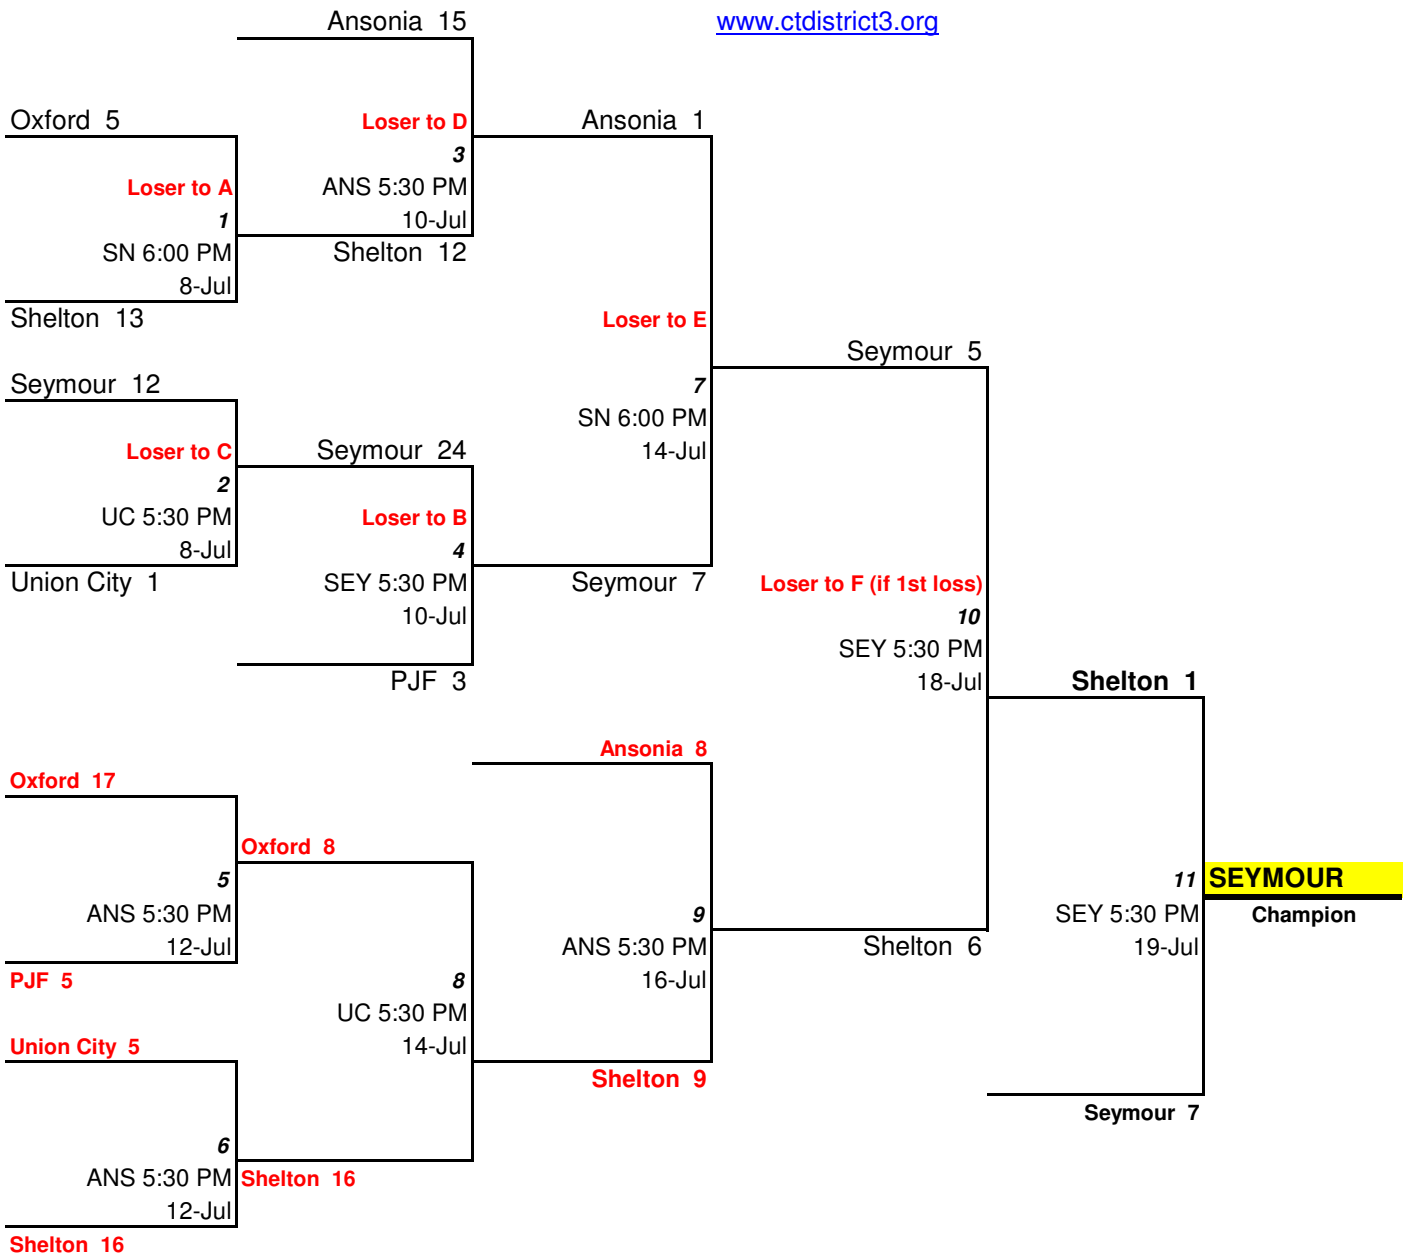 Ansonia 15
www.ctdistrict3.org
Oxford 5
Loser to D
Ansonia 1
3
Loser to A
ANS 5:30 PM
1
10-Jul
SN 6:00 PM
Shelton 12
8-Jul
Shelton 13
Loser to E
Seymour 5
Seymour 12
7
SN 6:00 PM
Loser to C
Seymour 24
14-Jul
2
UC 5:30 PM
Loser to B
8-Jul
4
Union City 1
SEY 5:30 PM
Seymour 7
Loser to F (if 1st loss)
10-Jul
10
SEY 5:30 PM
PJF 3
18-Jul
Shelton 1
Ansonia 8
Oxford 17
Oxford 8
5
11
SEYMOUR
ANS 5:30 PM
9
SEY 5:30 PM
Champion
12-Jul
ANS 5:30 PM
Shelton 6
19-Jul
PJF 5
8
16-Jul
UC 5:30 PM
Union City 5
14-Jul
Shelton 9
Seymour 7
6
ANS 5:30 PM
Shelton 16
12-Jul
Shelton 16